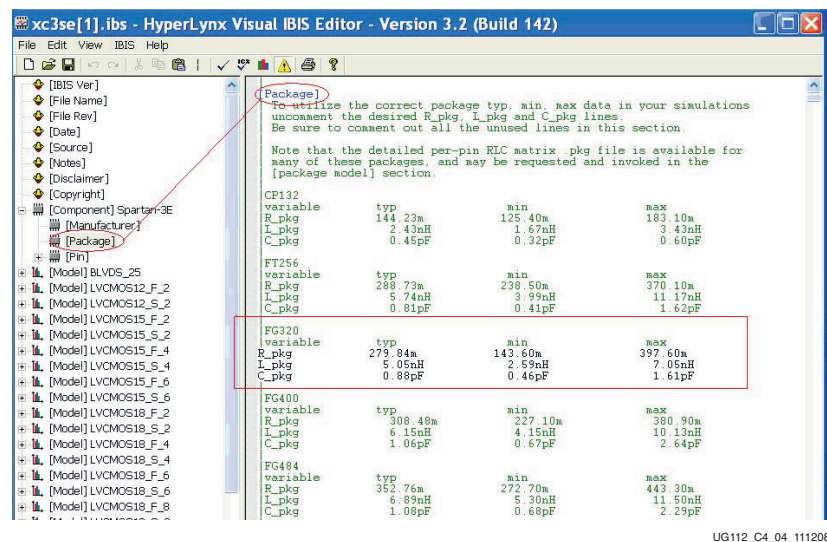 xc3se[1].ibs - HyperLynx Visual IBIS Editor - Version 3.2 (Build 142)
File Edit View IBIS Help
[IBIS Ver]
[File Name]
[File Rev]
[Date]
[Source]
[Notes]
[Disclaimer]
[Copyright]
[Component] Spartan-3E
[Manufacturer]
[Package]
[Pin]
[Model] BLVDS_25
[Model] LVCMOS12_F_2
[Model] LVCMOS12_S_2
[Model] LVCMOS15_F_2
[Model] LVCMOS15_S_2
[Model] LVCMOS15_F_4
[Model] LVCMOS15_S_4
[Model] LVCMOS15_F_6
[Model] LVCMOS15_S_6
[Model] LVCMOS18_F_2
[Model] LVCMOS18_S_2
[Model] LVCMOS18_F_4
[Model] LVCMOS18_S_4
[Model] LVCMOS18_F_6
[Model] LVCMOS18_S_6
[Model] LVCMOS18_F_8
[Package]
| To utilize the correct package typ, min, max data in your simulations
| uncomment the desired R_pkg, L_pkg and C_pkg lines.
| Be sure to comment out all the unused lines in this section.
| Note that the detailed per-pin RLC matrix .pkg file is available for
| many of these packages, and may be requested and invoked in the
| [package model] section.
|CP132
|variable typ min max
|R_pkg 144.23m 125.40m 183.10m
|L_pkg 2.43nH 1.67nH 3.43nH
|C_pkg 0.45pF 0.32pF 0.60pF
|FT256
|variable typ min max
|R_pkg 288.73m 238.50m 370.10m
|L_pkg 5.74nH 3.99nH 11.17nH
|C_pkg 0.81pF 0.41pF 1.62pF
|FG320
|variable typ min max
R_pkg 279.84m 143.60m 397.60m
L_pkg 5.05nH 2.59nH 7.05nH
C_pkg 0.88pF 0.46pF 1.61pF
|FG400
|variable typ min max
|R_pkg 308.48m 227.10m 380.90m
|L_pkg 6.15nH 4.15nH 10.13nH
|C_pkg 1.06pF 0.67pF 2.64pF
|FG484
|variable typ min max
|R_pkg 352.76m 272.70m 443.30m
|L_pkg 6.89nH 5.30nH 11.50nH
|C_pkg 1.08pF 0.68pF 2.29pF
UG112_C4_04_111208